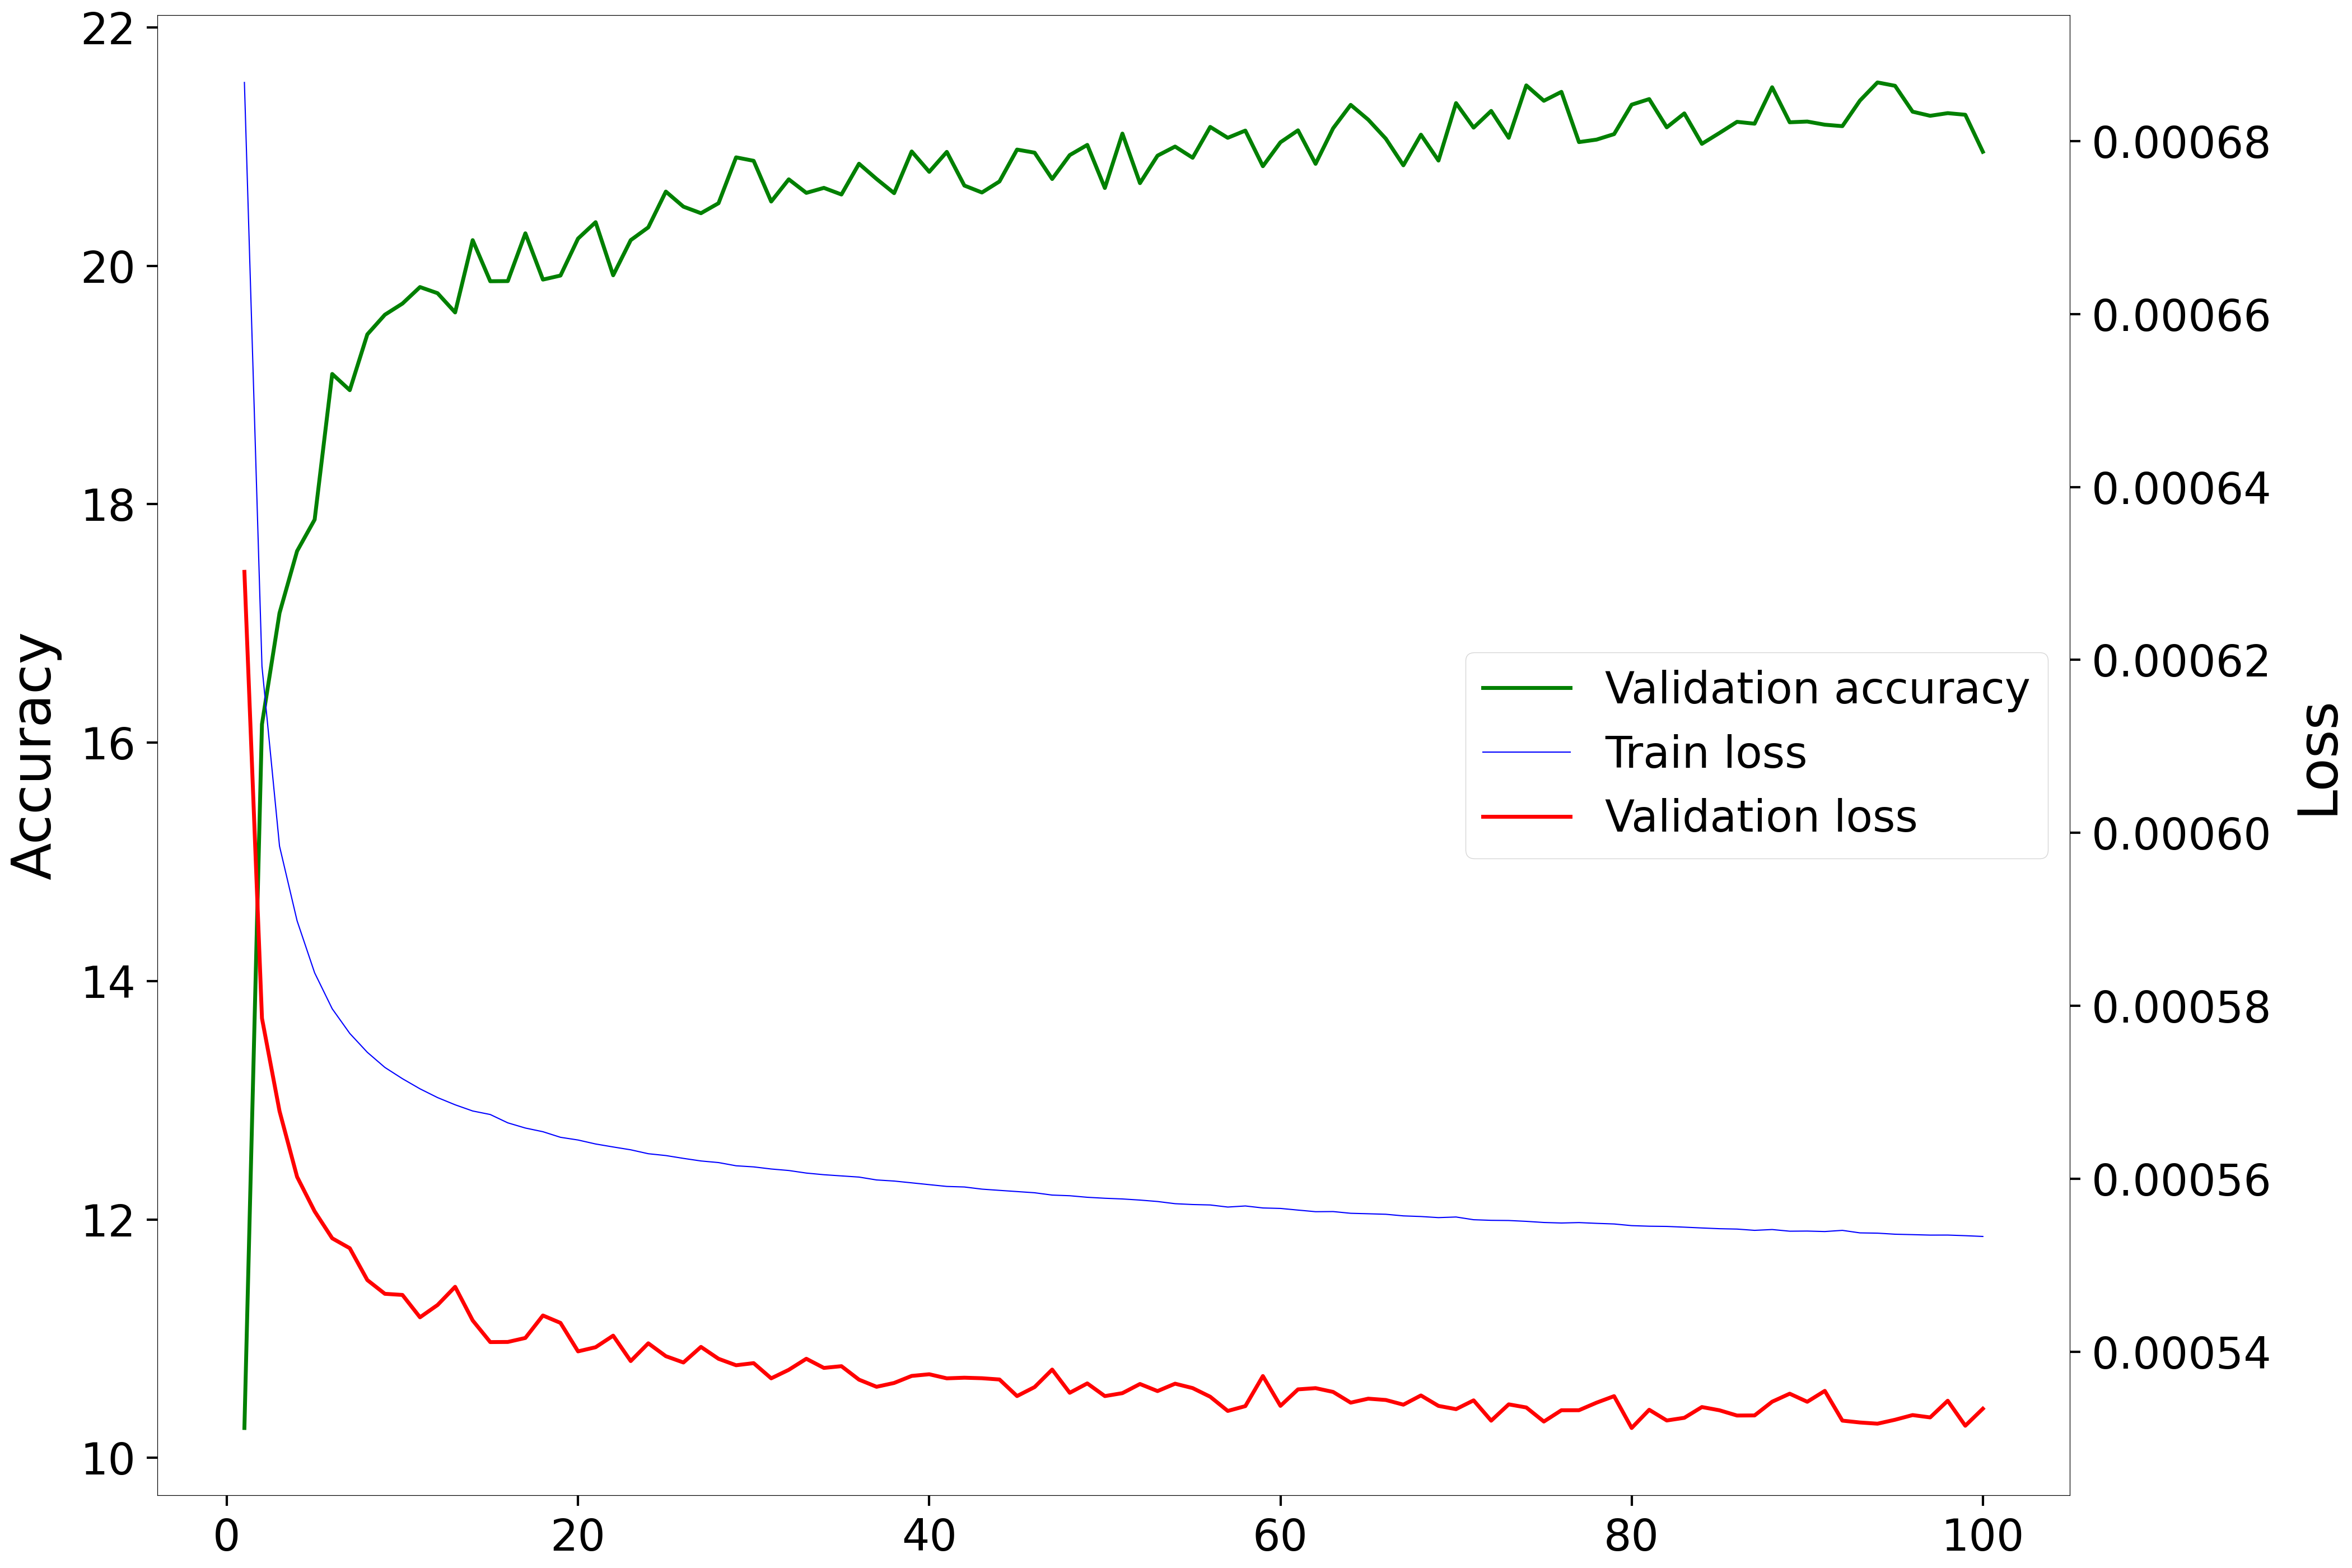 Accuracy
22
20
18
16
14
12
10
0 20 40 60 80 100
0.00068
0.00066
0.00064
0.00062
0.00060
0.00058
0.00056
0.00054
Loss
Validation accuracy
Train loss
Validation loss